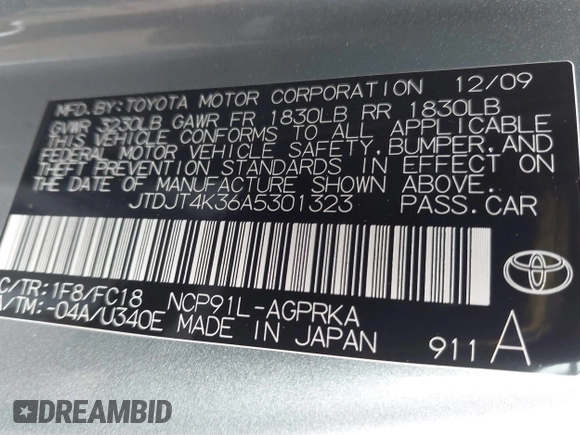 MFD.BY:TOYOTA MOTOR CORPORATION 12/09
GVWR 3230LB GAWR FR 1830LB RR 1830LB
THIS VEHICLE CONFORMS TO ALL APPLICABLE
FEDERAL MOTOR VEHICLE SAFETY,BUMPER,AND
THEFT PREVENTION STANDARDS IN EFFECT ON
THE DATE OF MANUFACTURE SHOWN ABOVE.
JTDJT4K36A5301323 PASS.CAR
C/TR:1F8/FC18 NCP91L-AGPRKA
A/TM:-04A/U340E MADE IN JAPAN 911A
DREAMBID